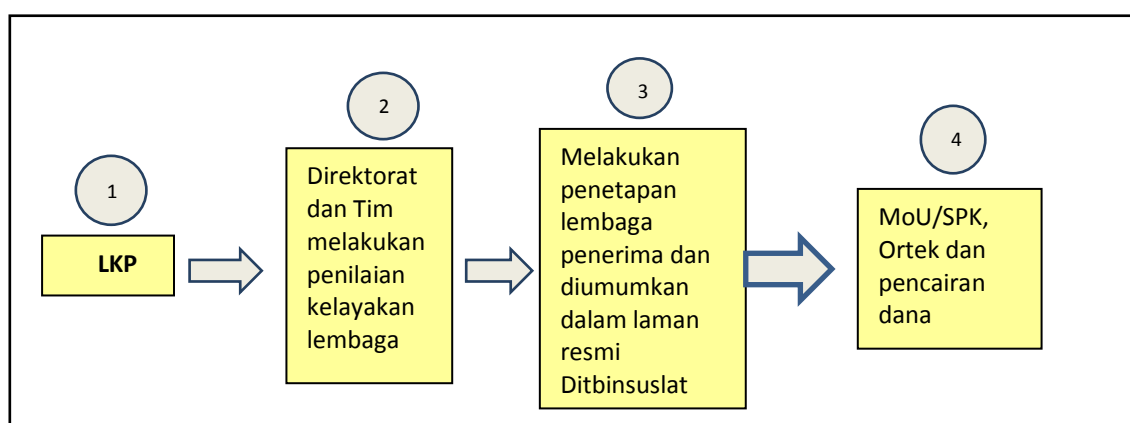 1
LKP
2
Direktorat
dan Tim
melakukan
penilaian
kelayakan
lembaga
3
Melakukan
penetapan
lembaga
penerima dan
diumumkan
dalam laman
resmi
Ditbinsuslat
4
MoU/SPK,
Ortek dan
pencairan
dana